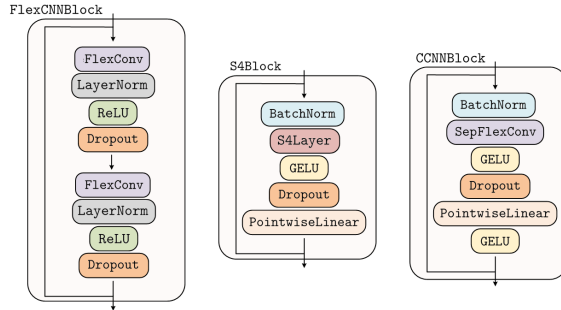 FlexCNNBlock
FlexConv
LayerNorm
ReLU
Dropout
FlexConv
LayerNorm
ReLU
Dropout
S4Block
BatchNorm
S4Layer
GELU
Dropout
PointwiseLinear
CCNNBlock
BatchNorm
SepFlexConv
GELU
Dropout
PointwiseLinear
GELU